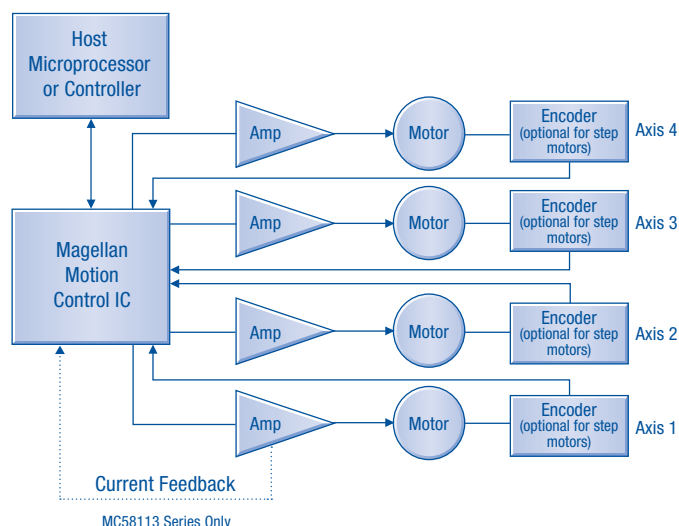 Host
Microprocessor
or Controller
Amp
Motor
Encoder
(optional for step
motors)
Axis 4
Amp
Motor
Encoder
(optional for step
motors)
Axis 3
Magellan
Motion
Control IC
Amp
Motor
Encoder
(optional for step
motors)
Axis 2
Amp
Motor
Encoder
(optional for step
motors)
Axis 1
Current Feedback
MC58113 Series Only